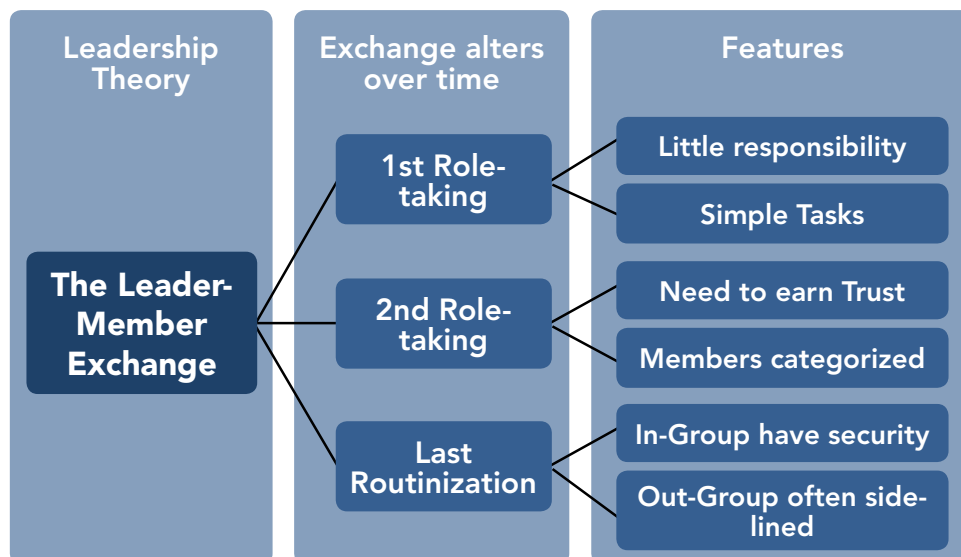 Leadership
Theory
Exchange alters
over time
Features
The Leader-
Member
Exchange
1st Role-
taking
2nd Role-
taking
Last
Routinization
Little responsibility
Simple Tasks
Need to earn Trust
Members categorized
In-Group have security
Out-Group often side-
lined